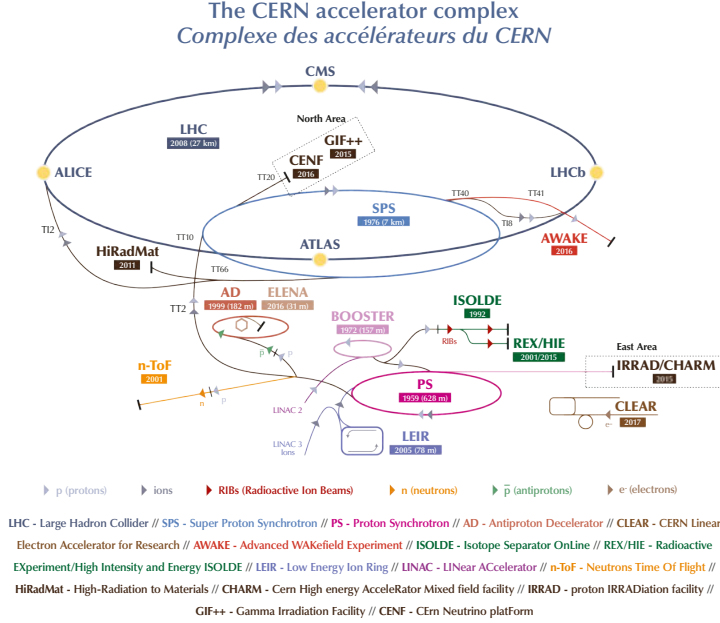 The CERN accelerator complex
Complexe des accélérateurs du CERN
CMS
North Area
LHC
2008 (27 km)
GIF++
2015
CENF
2016
ALICE
LHCb
TT20
TT40
TT41
SPS
1976 (7 km)
TI2
TT10
TI8
HiRadMat
2011
ATLAS
AWAKE
2016
TT66
AD
1999 (182 m)
ELENA
2016 (31 m)
ISOLDE
1992
TT2
BOOSTER
1972 (157 m)
RIBs
REX/HIE
2001/2015
p̅
p
East Area
n-ToF
2001
IRRAD/CHARM
2015
PS
1959 (628 m)
n
p
LINAC 2
CLEAR
2017
e-
LINAC 3
Ions
LEIR
2005 (78 m)
p (protons)
ions
RIBs (Radioactive Ion Beams)
n (neutrons)
p̅ (antiprotons)
e- (electrons)
LHC - Large Hadron Collider // SPS - Super Proton Synchrotron // PS - Proton Synchrotron // AD - Antiproton Decelerator // CLEAR - CERN Linear
Electron Accelerator for Research // AWAKE - Advanced WAKefield Experiment // ISOLDE - Isotope Separator OnLine // REX/HIE - Radioactive
EXperiment/High Intensity and Energy ISOLDE // LEIR - Low Energy Ion Ring // LINAC - LINear ACcelerator // n-ToF - Neutrons Time Of Flight //
HiRadMat - High-Radiation to Materials // CHARM - Cern High energy AcceleRator Mixed field facility // IRRAD - proton IRRADiation facility //
GIF++ - Gamma Irradiation Facility // CENF - CErn Neutrino platForm